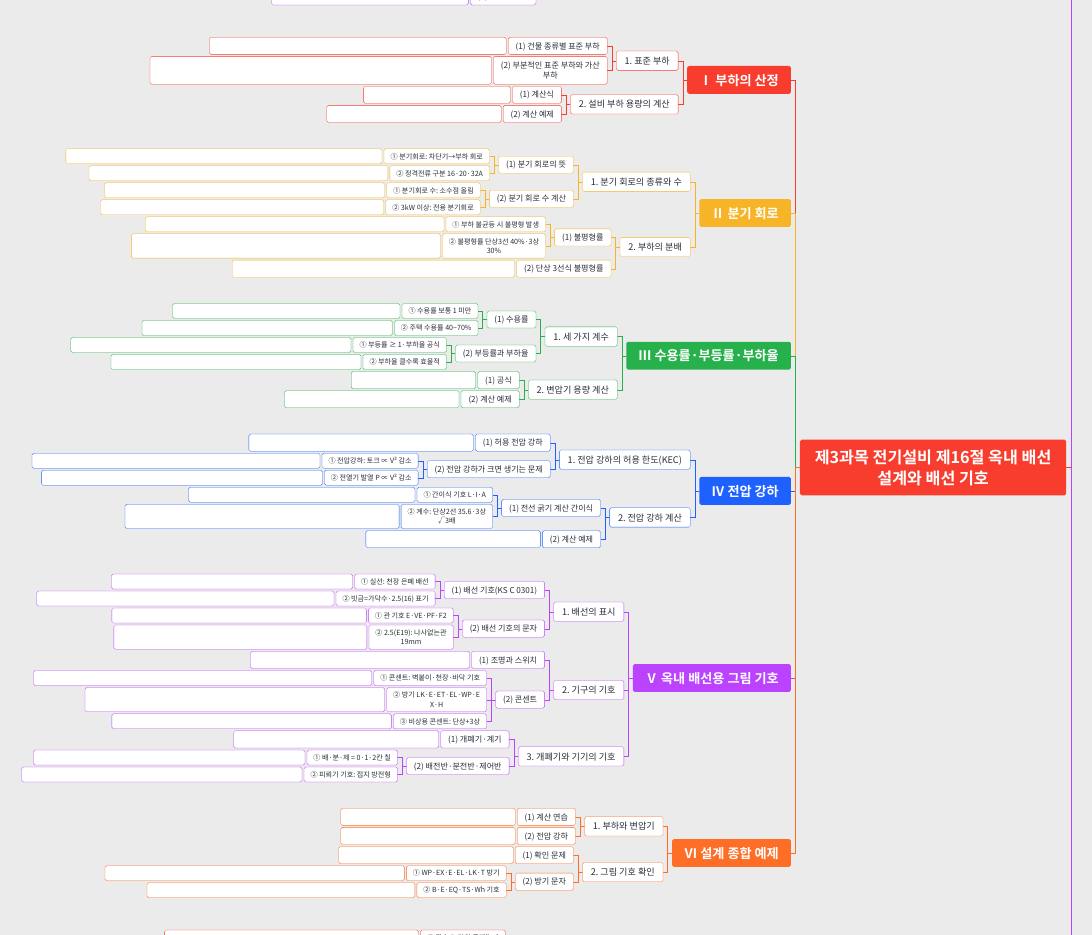 제3과목 전기설비 제16절 옥내 배선
설계와 배선 기호
I 부하의 산정
1. 표준 부하
(1) 건물 종류별 표준 부하
(2) 부분적인 표준 부하와 가산
부하
2. 설비 부하 용량의 계산
(1) 계산식
(2) 계산 예제
II 분기 회로
1. 분기 회로의 종류와 수
(1) 분기 회로의 뜻
① 분기회로: 차단기→부하 회로
② 정격전류 구분 16·20·32A
(2) 분기 회로 수 계산
① 분기회로 수: 소수점 올림
② 3kW 이상: 전용 분기회로
2. 부하의 분배
(1) 불평형률
① 부하 불균등 시 불평형 발생
② 불평형률 단상3선 40%·3상
30%
(2) 단상 3선식 불평형률
III 수용률·부등률·부하율
1. 세 가지 계수
(1) 수용률
① 수용률 보통 1 미만
② 주택 수용률 40~70%
(2) 부등률과 부하율
① 부등률 ≥ 1·부하율 공식
② 부하율 클수록 효율적
2. 변압기 용량 계산
(1) 공식
(2) 계산 예제
IV 전압 강하
1. 전압 강하의 허용 한도(KEC)
(1) 허용 전압 강하
(2) 전압 강하가 크면 생기는 문제
① 전압강하: 토크 ∝ V² 감소
② 전열기 발열 P ∝ V² 감소
2. 전압 강하 계산
(1) 전선 굵기 계산 간이식
① 간이식 기호 L·I·A
② 계수: 단상2선 35.6·3상
√3배
(2) 계산 예제
V 옥내 배선용 그림 기호
1. 배선의 표시
(1) 배선 기호(KS C 0301)
① 실선: 천장 은폐 배선
② 빗금=가닥수·2.5(16) 표기
(2) 배선 기호의 문자
① 관 기호 E·VE·PF·F2
② 2.5(E19): 나사없는관
19mm
2. 기구의 기호
(1) 조명과 스위치
(2) 콘센트
① 콘센트: 벽붙이·천장·바닥 기호
② 방기 LK·E·ET·EL·WP·E
X·H
③ 비상용 콘센트: 단상+3상
3. 개폐기와 기기의 기호
(1) 개폐기·계기
(2) 배전반·분전반·제어반
① 배·분·제 = 0·1·2칸 칠
② 피뢰기 기호: 접지 방전형
VI 설계 종합 예제
1. 부하와 변압기
(1) 계산 연습
(2) 전압 강하
2. 그림 기호 확인
(1) 확인 문제
(2) 방기 문자
① WP·EX·E·EL·LK·T 방기
② B·E·EQ·TS·Wh 기호